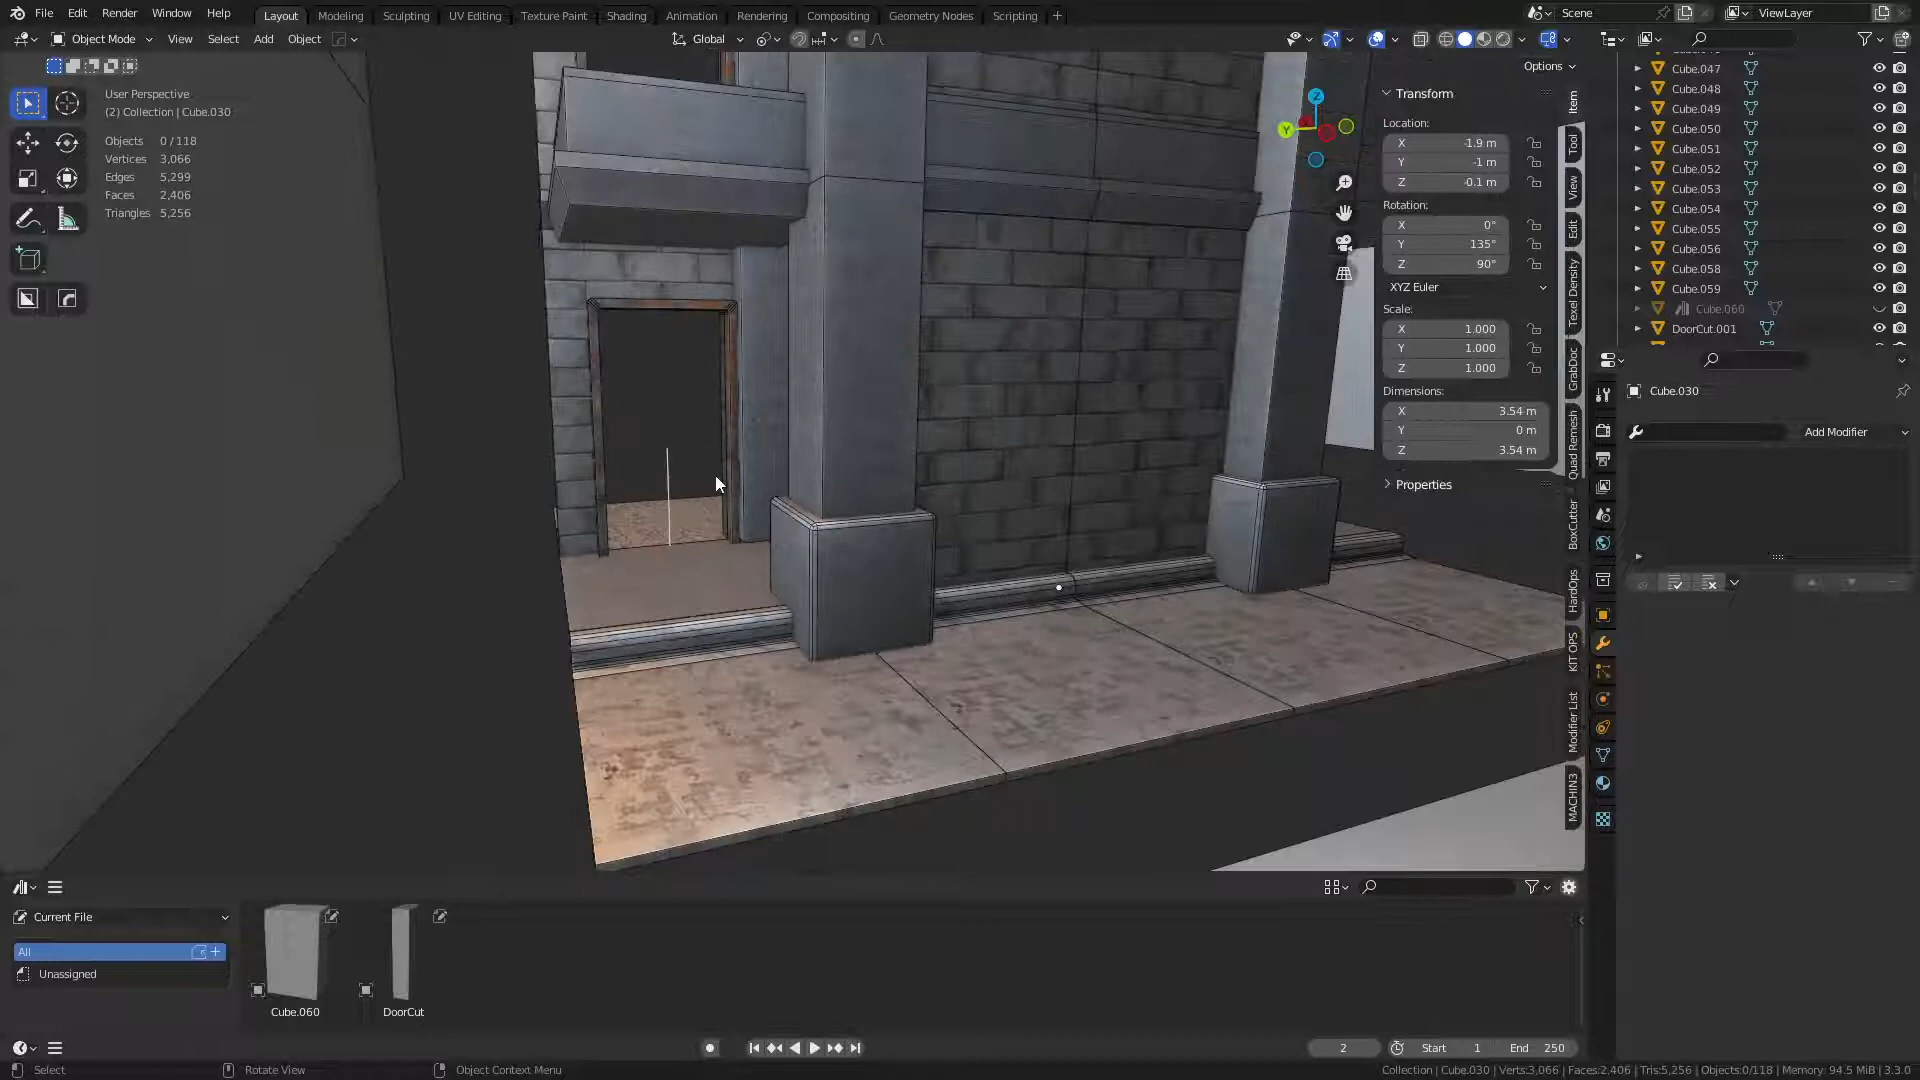 File Edit Render Window Help
Layout Modeling Sculpting UV Editing Texture Paint Shading Animation Rendering Compositing Geometry Nodes Scripting +
Scene ViewLayer
Object Mode View Select Add Object
Global
Options
User Perspective
(2) Collection | Cube.030
Objects 0/118
Vertices 3,066
Edges 5,299
Faces 2,406
Triangles 5,256
Z
Y
Transform
Location:
X -1.9 m
Y -1 m
Z -0.1 m
Rotation:
X 0°
Y 135°
Z 90°
XYZ Euler
Scale:
X 1.000
Y 1.000
Z 1.000
Dimensions:
X 3.54 m
Y 0 m
Z 3.54 m
Properties
Item
Tool
View
Edit
Texel Density
GrabDoc
Quad Remesh
BoxCutter
HardOps
KIT OPS
Modifier List
MACHIN3
Cube.047
Cube.048
Cube.049
Cube.050
Cube.051
Cube.052
Cube.053
Cube.054
Cube.055
Cube.056
Cube.058
Cube.059
Cube.060
DoorCut.001
Cube.030
Add Modifier
Current File
All
Unassigned
Cube.060
DoorCut
2 Start 1 End 250
Select Rotate View Object Context Menu
Collection | Cube.030 | Verts:3,066 | Faces:2,406 | Tris:5,256 | Objects:0/118 | Memory: 94.5 MiB | 3.3.0